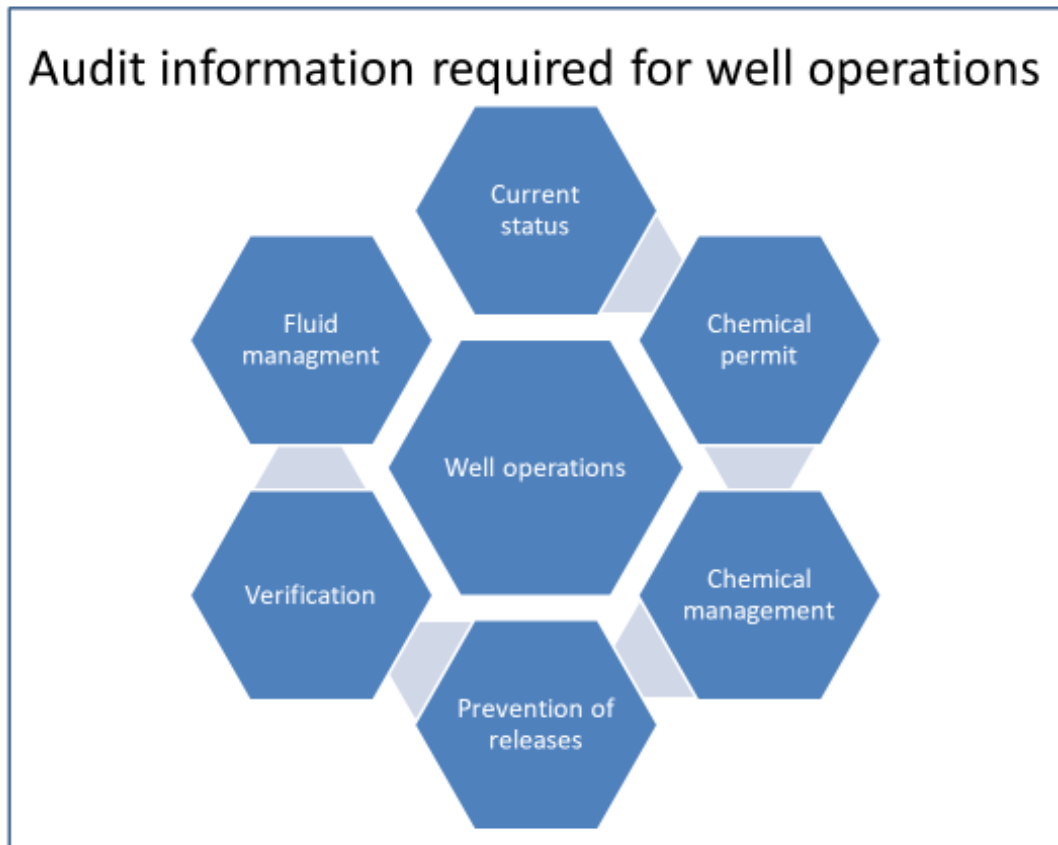 Audit information required for well operations
Current
status
Chemical
permit
Chemical
management
Prevention of
releases
Verification
Fluid
managment
Well operations